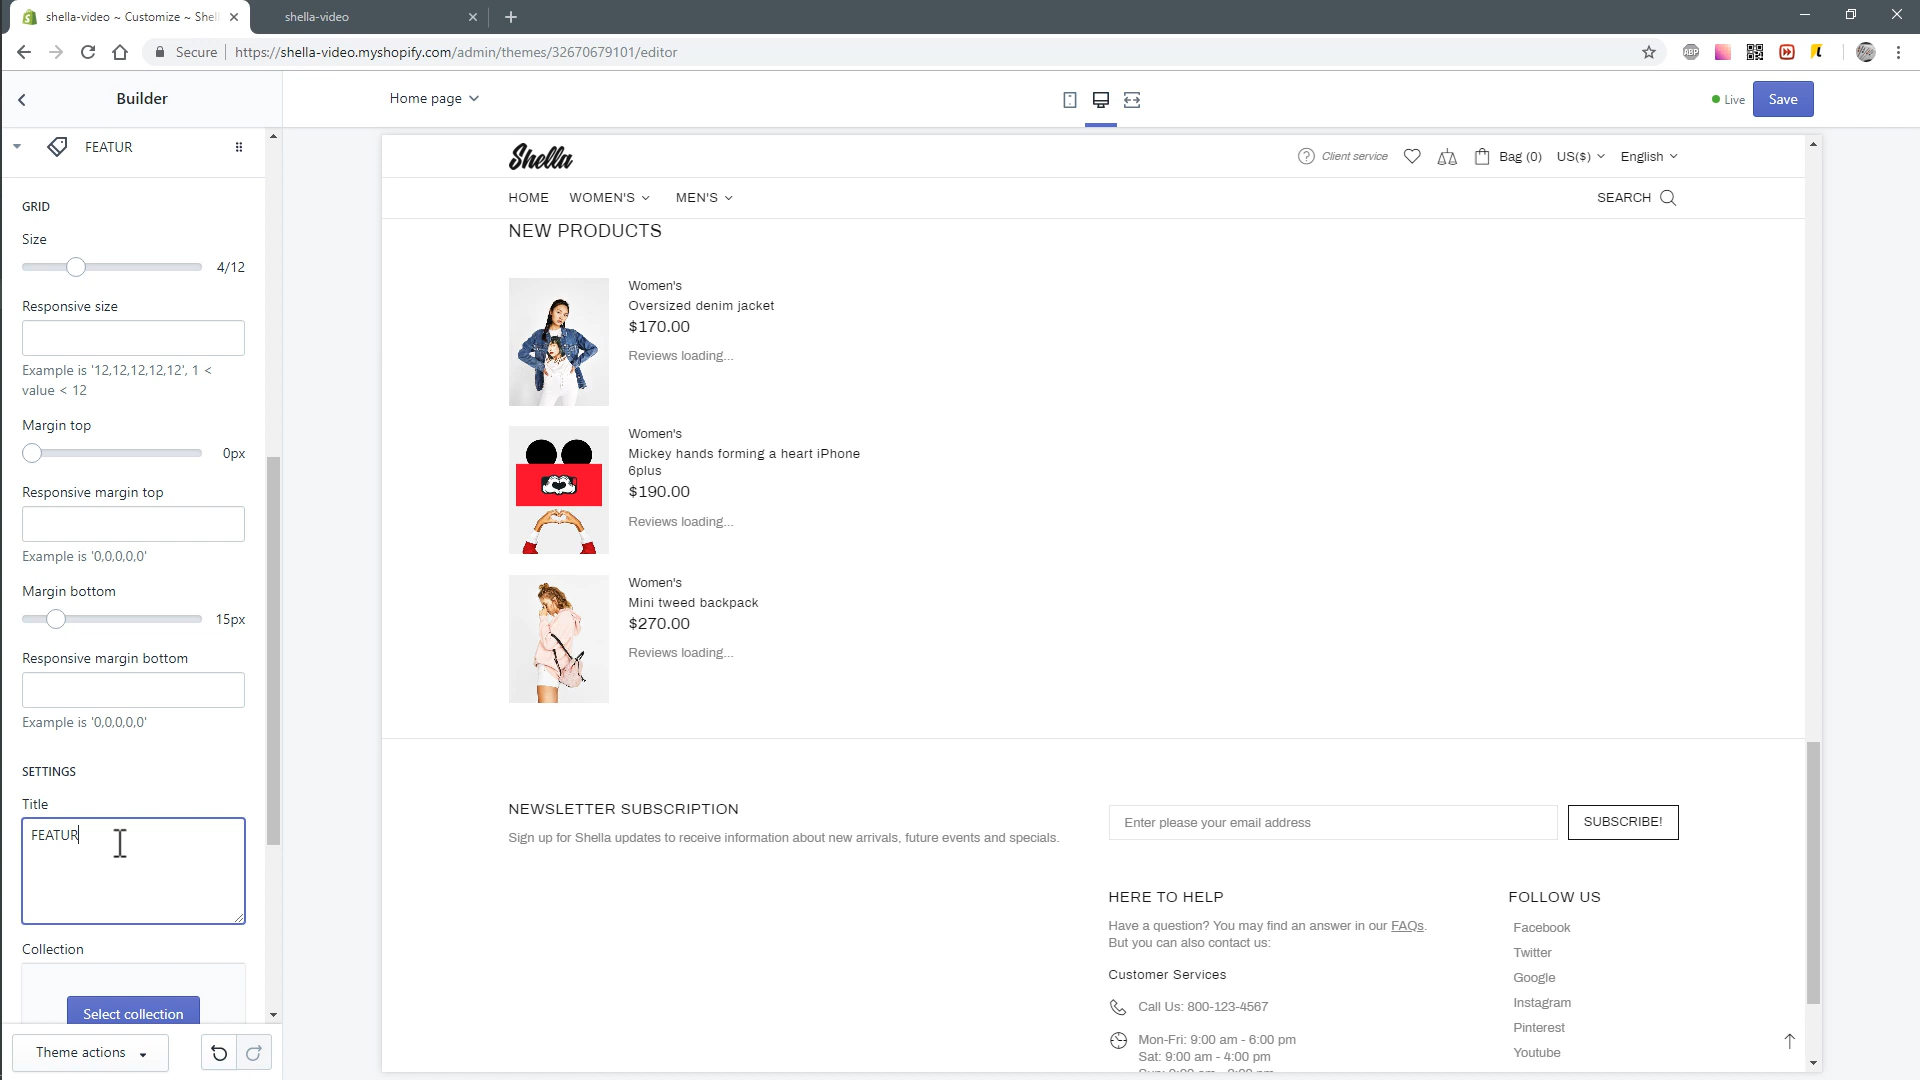 shella-video ~ Customize ~ Shell
shella-video
Secure
https://shella-video.myshopify.com/admin/themes/32670679101/editor
ABP
Builder
Home page
Live
Save
FEATUR
GRID
Size
4/12
Responsive size
Example is '12,12,12,12,12', 1 <
value < 12
Margin top
0px
Responsive margin top
Example is '0,0,0,0,0'
Margin bottom
15px
Responsive margin bottom
Example is '0,0,0,0,0'
SETTINGS
Title
FEATUR
Collection
Select collection
Theme actions
Shella
Client service
Bag (0)
US($)
English
HOME
WOMEN'S
MEN'S
SEARCH
NEW PRODUCTS
Women's
Oversized denim jacket
$170.00
Reviews loading...
Women's
Mickey hands forming a heart iPhone
6plus
$190.00
Reviews loading...
Women's
Mini tweed backpack
$270.00
Reviews loading...
NEWSLETTER SUBSCRIPTION
Sign up for Shella updates to receive information about new arrivals, future events and specials.
Enter please your email address
SUBSCRIBE!
HERE TO HELP
Have a question? You may find an answer in our FAQs.
But you can also contact us:
Customer Services
Call Us: 800-123-4567
Mon-Fri: 9:00 am - 6:00 pm
Sat: 9:00 am - 4:00 pm
FOLLOW US
Facebook
Twitter
Google
Instagram
Pinterest
Youtube